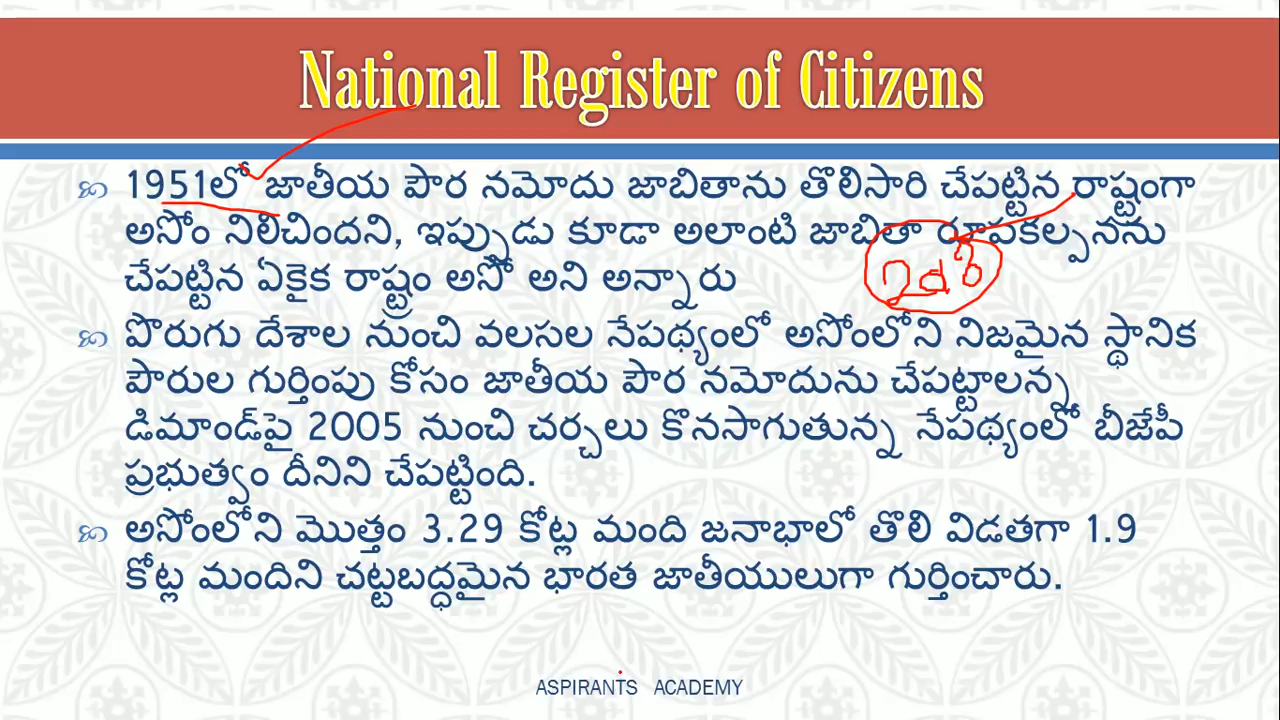 National Register of Citizens
1951లో జాతీయ పౌర నమోదు జాబితాను తొలిసారి చేపట్టిన రాష్ట్రంగా
అసోం నిలిచిందని, ఇప్పుడు కూడా అలాంటి జాబితా రూపకల్పనను
చేపట్టిన ఏకైక రాష్ట్రం అసోం అని అన్నారు
పొరుగు దేశాల నుంచి వలసల నేపథ్యంలో అసోంలోని నిజమైన స్థానిక
పౌరుల గుర్తింపు కోసం జాతీయ పౌర నమోదును చేపట్టాలన్న
డిమాండ్‌పై 2005 నుంచి చర్చలు కొనసాగుతున్న నేపథ్యంలో బీజేపీ
ప్రభుత్వం దీనిని చేపట్టింది.
అసోంలోని మొత్తం 3.29 కోట్ల మంది జనాభాలో తొలి విడతగా 1.9
కోట్ల మందిని చట్టబద్ధమైన భారత జాతీయులుగా గుర్తించారు.
ASPIRANTS ACADEMY